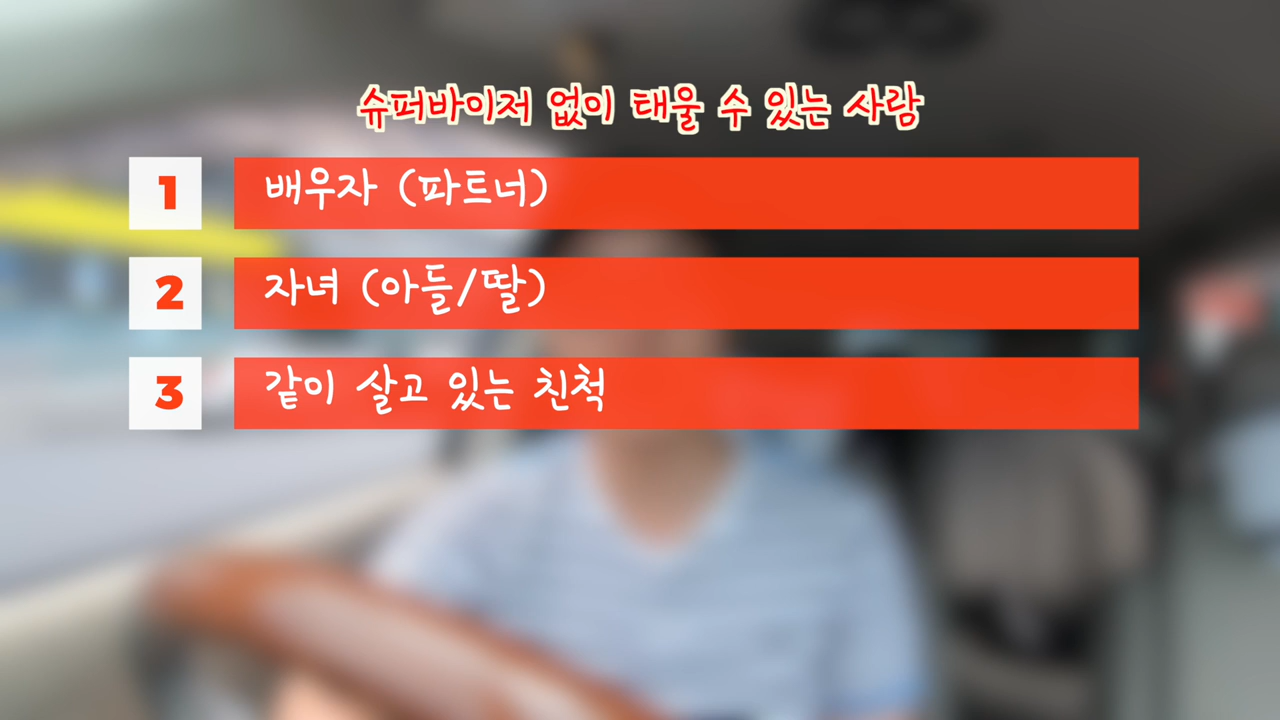 슈퍼바이저 없이 태울 수 있는 사람
1 배우자 (파트너)
2 자녀 (아들/딸)
3 같이 살고 있는 친척